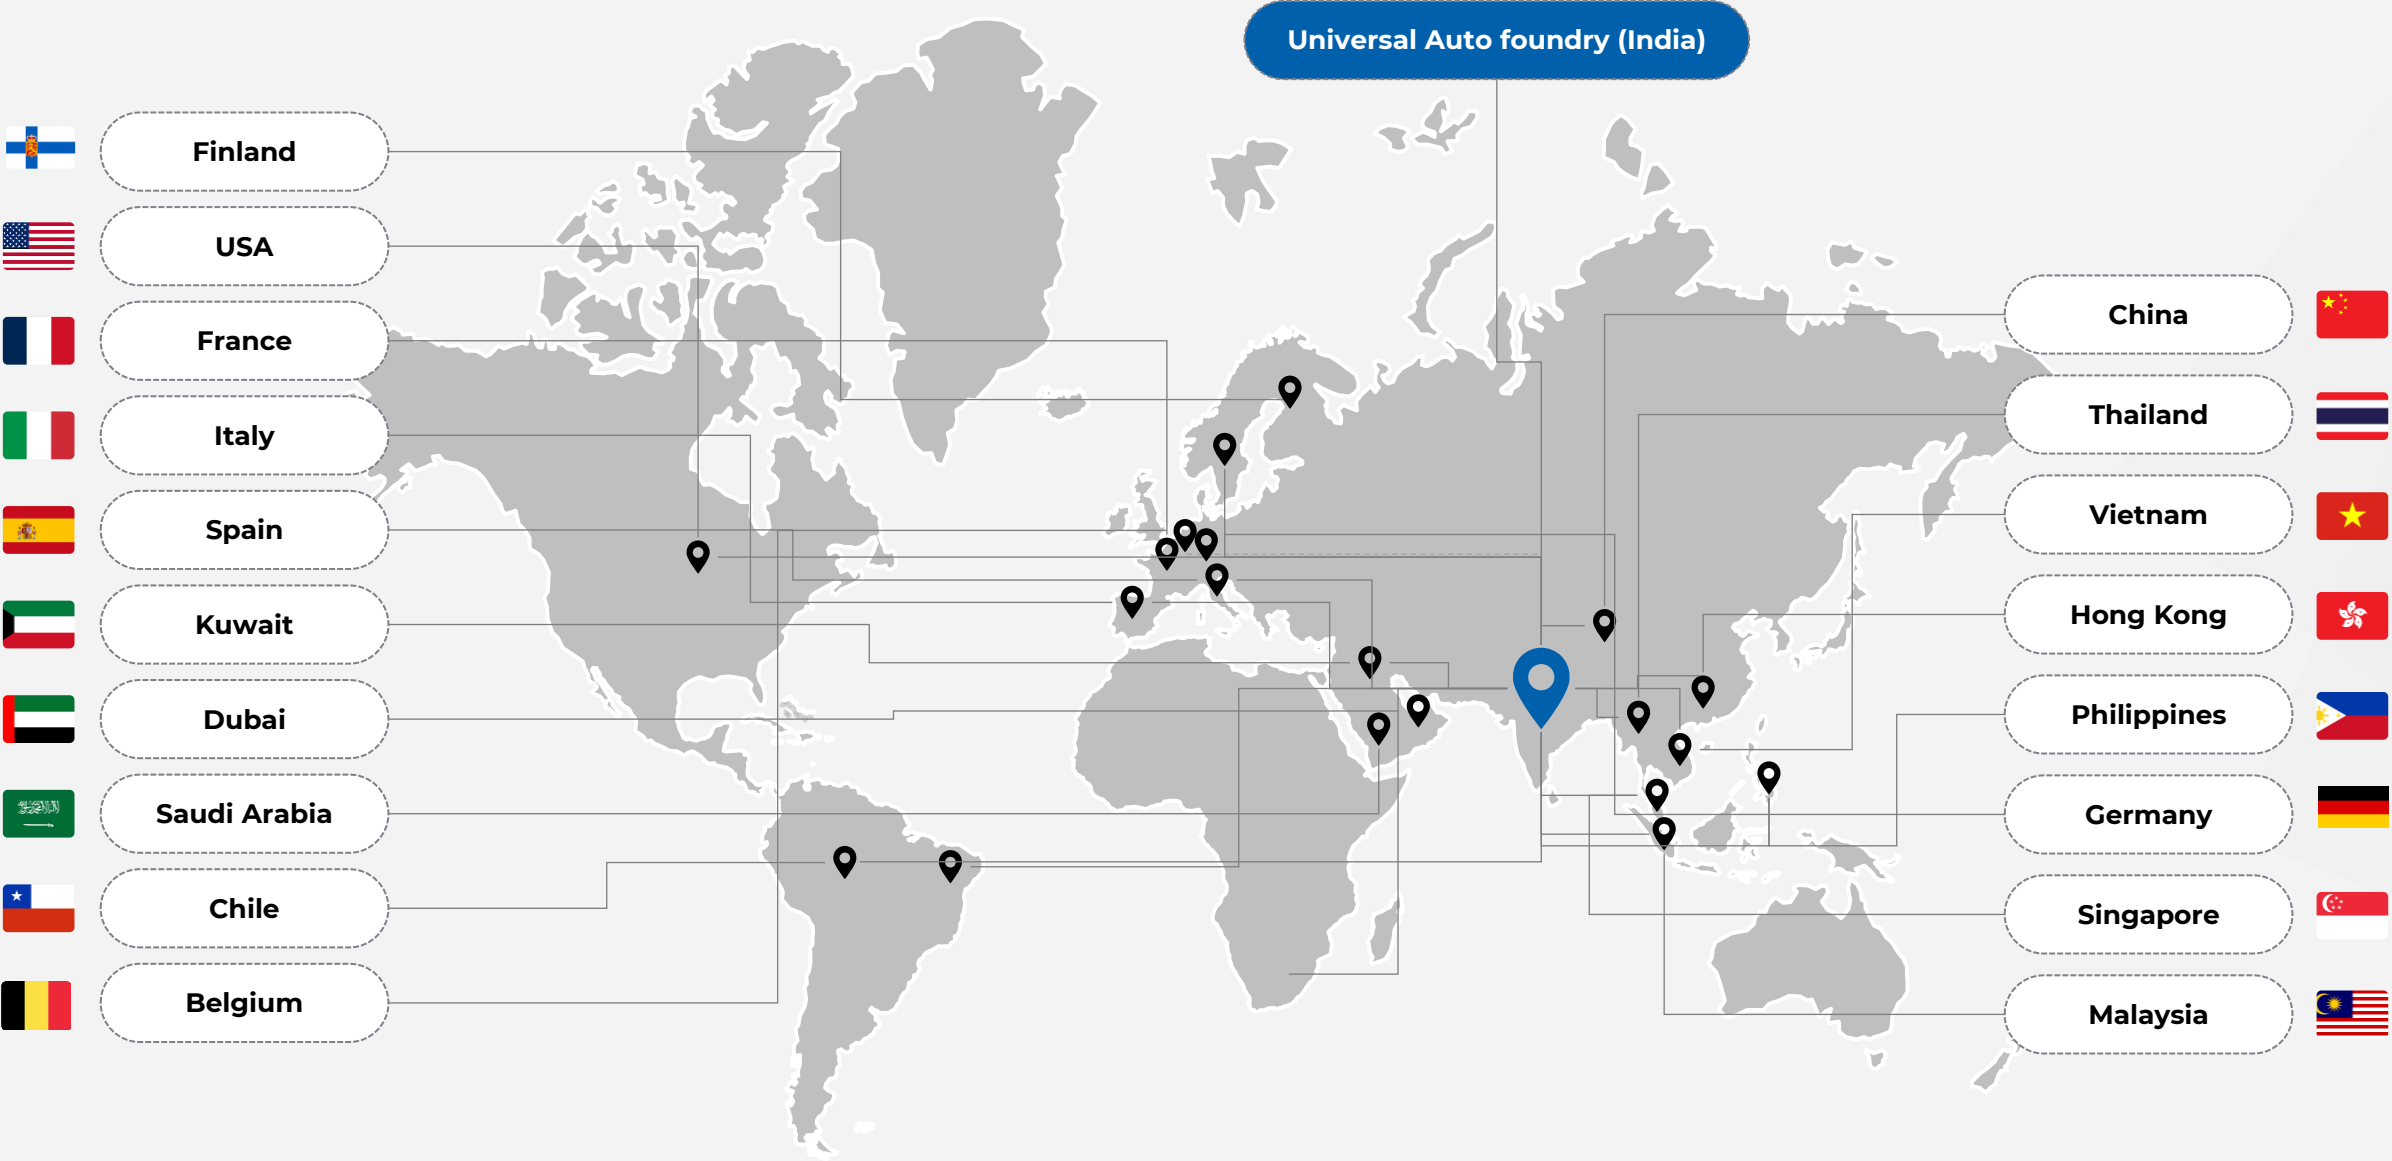 Universal Auto foundry (India)
Finland
USA
France
Italy
Spain
Kuwait
Dubai
Saudi Arabia
Chile
Belgium
China
Thailand
Vietnam
Hong Kong
Philippines
Germany
Singapore
Malaysia